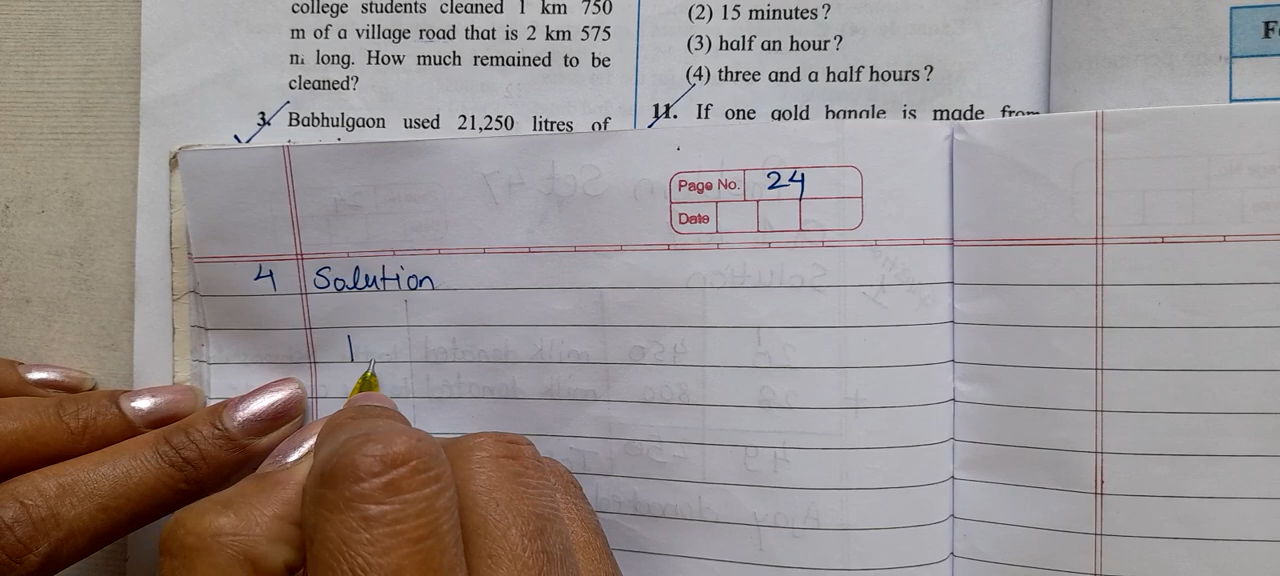 college students cleaned 1 km 750
m of a village road that is 2 km 575
m long. How much remained to be
cleaned?
3. Babhulgaon used 21,250 litres of
(2) 15 minutes?
(3) half an hour?
(4) three and a half hours?
11. If one gold bangle is made from
Page No. 24
Date
4 Solution
1